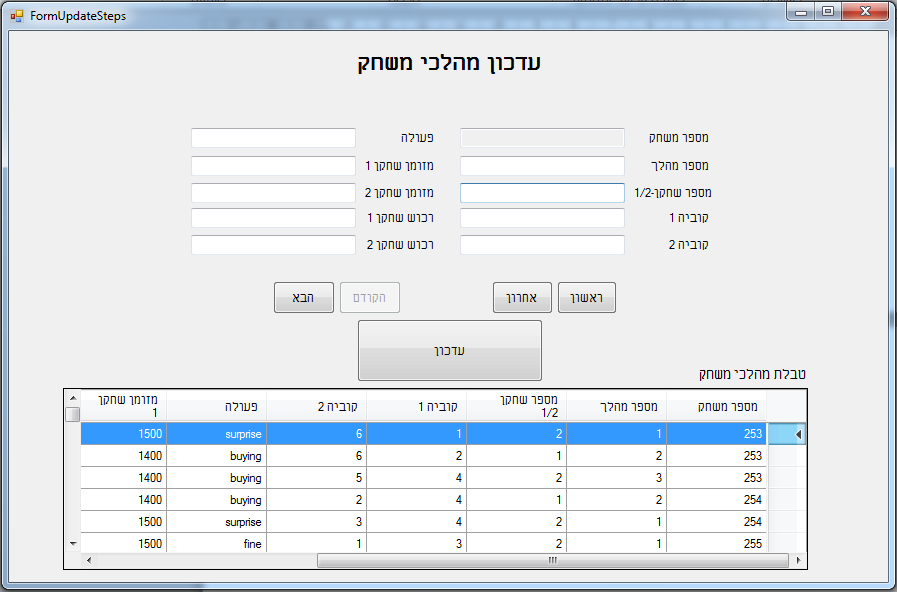 FormUpdateSteps
עדכון מהלכי משחק
מספר משחק פעולה
מספר מהלך מזומן שחקן 1
מספר שחקן-1/2 מזומן שחקן 2
קוביה 1 רכוש שחקן 1
קוביה 2 רכוש שחקן 2
ראשון אחרון הקודם הבא
עדכון
טבלת מהלכי משחק
מספר משחק מספר מהלך מספר שחקן 1/2 קוביה 1 קוביה 2 פעולה מזומן שחקן 1
253 1 2 1 6 surprise 1500
253 2 1 2 6 buying 1400
253 3 2 4 5 buying 1400
254 2 1 4 2 buying 1400
254 1 2 4 3 surprise 1500
255 1 2 3 1 fine 1500